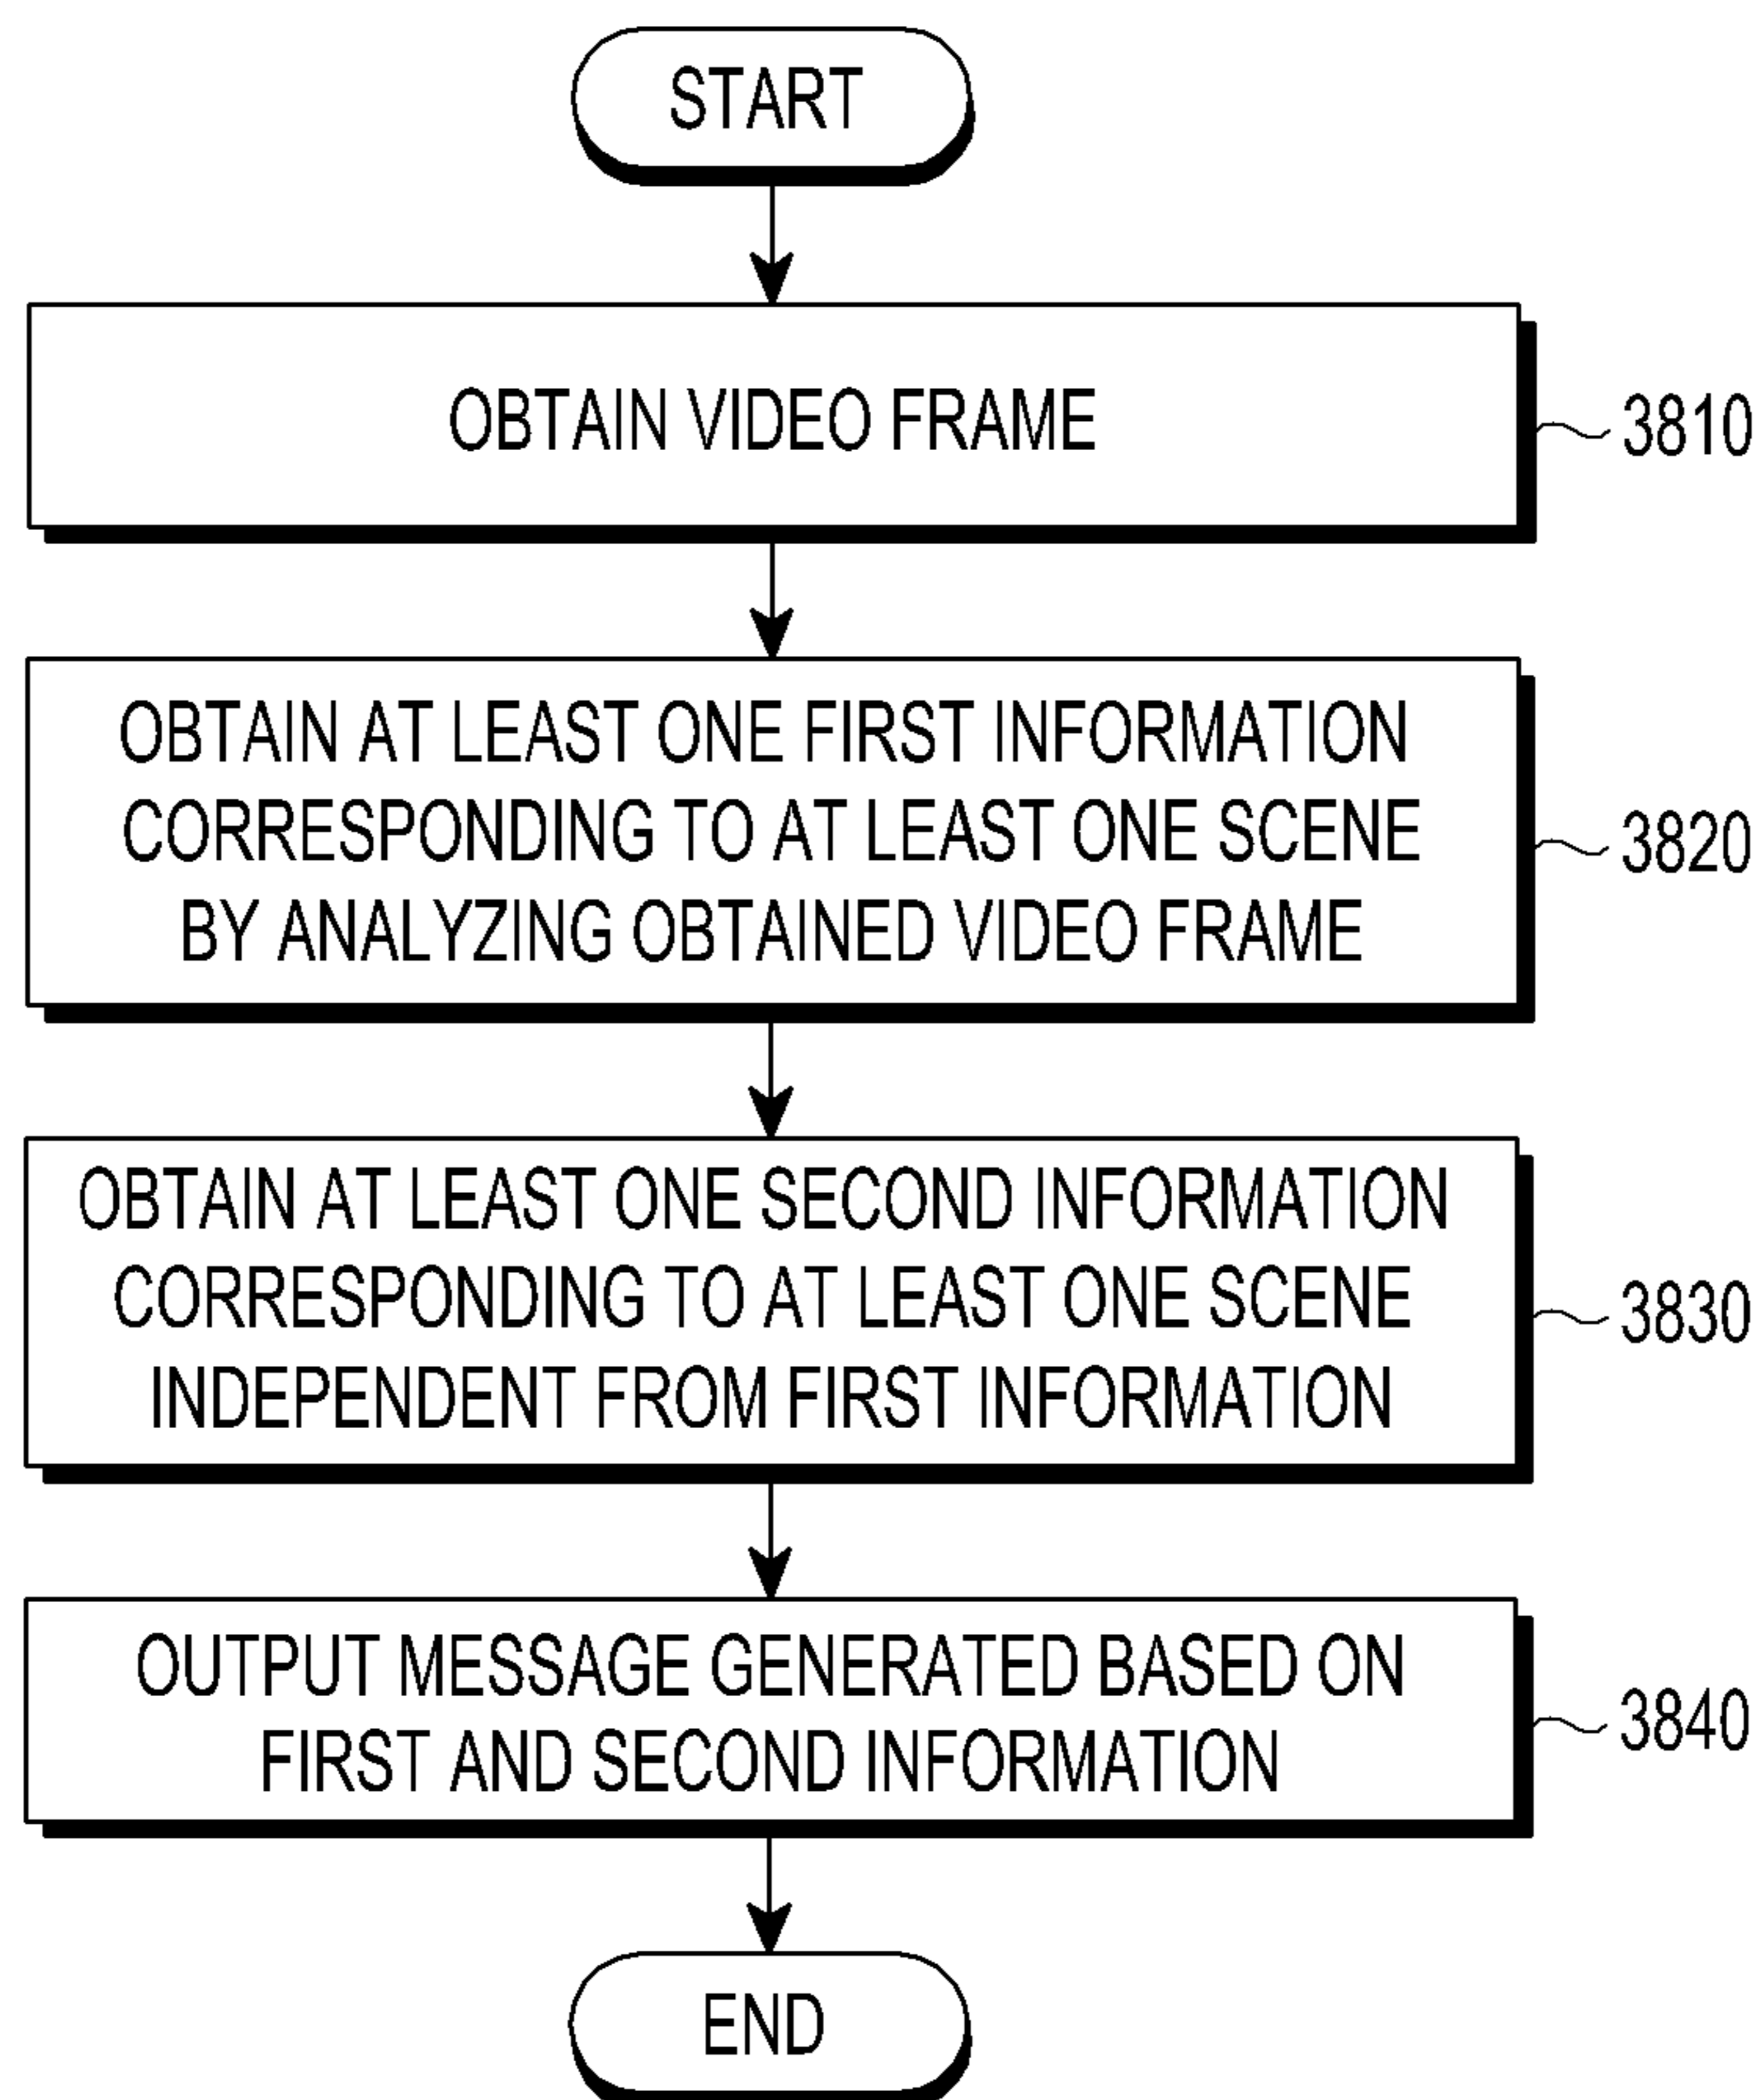 START
OBTAIN VIDEO FRAME
3810
OBTAIN AT LEAST ONE FIRST INFORMATION
CORRESPONDING TO AT LEAST ONE SCENE
BY ANALYZING OBTAINED VIDEO FRAME
3820
OBTAIN AT LEAST ONE SECOND INFORMATION
CORRESPONDING TO AT LEAST ONE SCENE
INDEPENDENT FROM FIRST INFORMATION
3830
OUTPUT MESSAGE GENERATED BASED ON
FIRST AND SECOND INFORMATION
3840
END